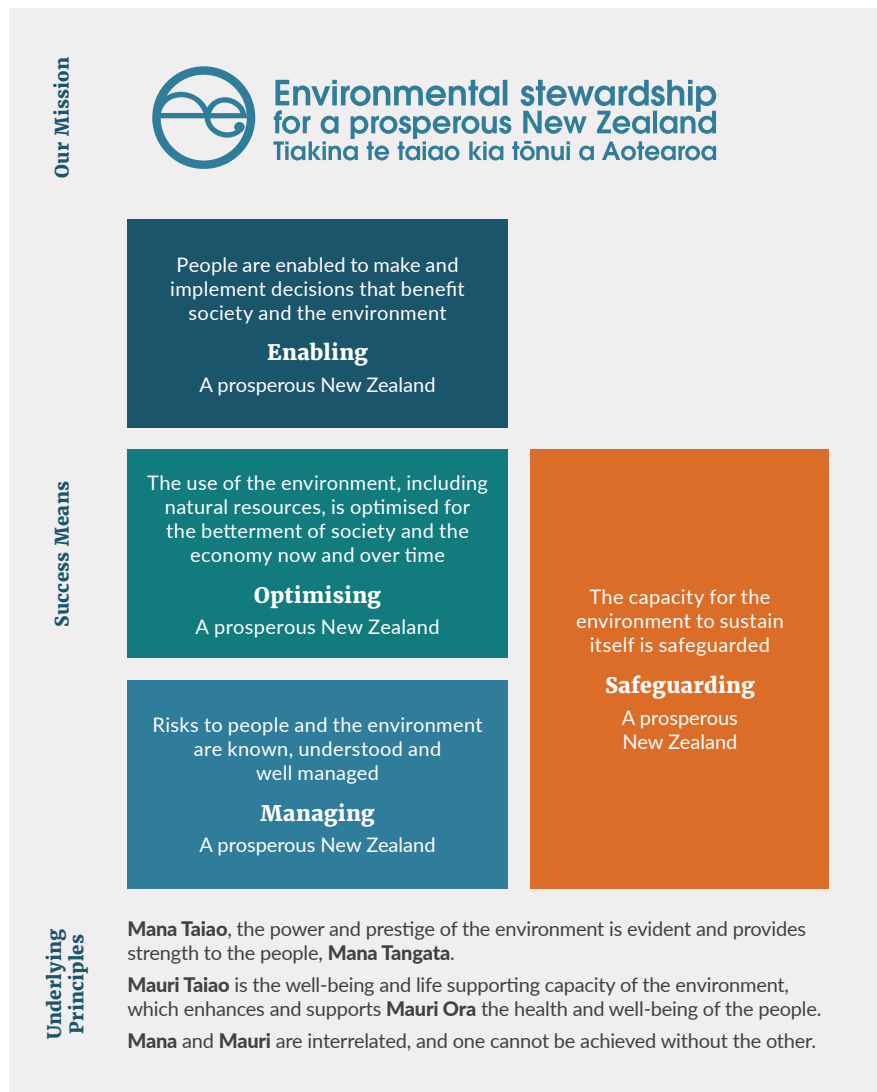 Our Mission
Environmental stewardship
for a prosperous New Zealand
Tiakina te taiao kia tōnui a Aotearoa
Success Means
People are enabled to make and
implement decisions that benefit
society and the environment
Enabling
A prosperous New Zealand
The use of the environment, including
natural resources, is optimised for
the betterment of society and the
economy now and over time
Optimising
A prosperous New Zealand
Risks to people and the environment
are known, understood and
well managed
Managing
A prosperous New Zealand
The capacity for the
environment to sustain
itself is safeguarded
Safeguarding
A prosperous
New Zealand
Underlying
Principles
Mana Taiao, the power and prestige of the environment is evident and provides
strength to the people, Mana Tangata.
Mauri Taiao is the well-being and life supporting capacity of the environment,
which enhances and supports Mauri Ora the health and well-being of the people.
Mana and Mauri are interrelated, and one cannot be achieved without the other.